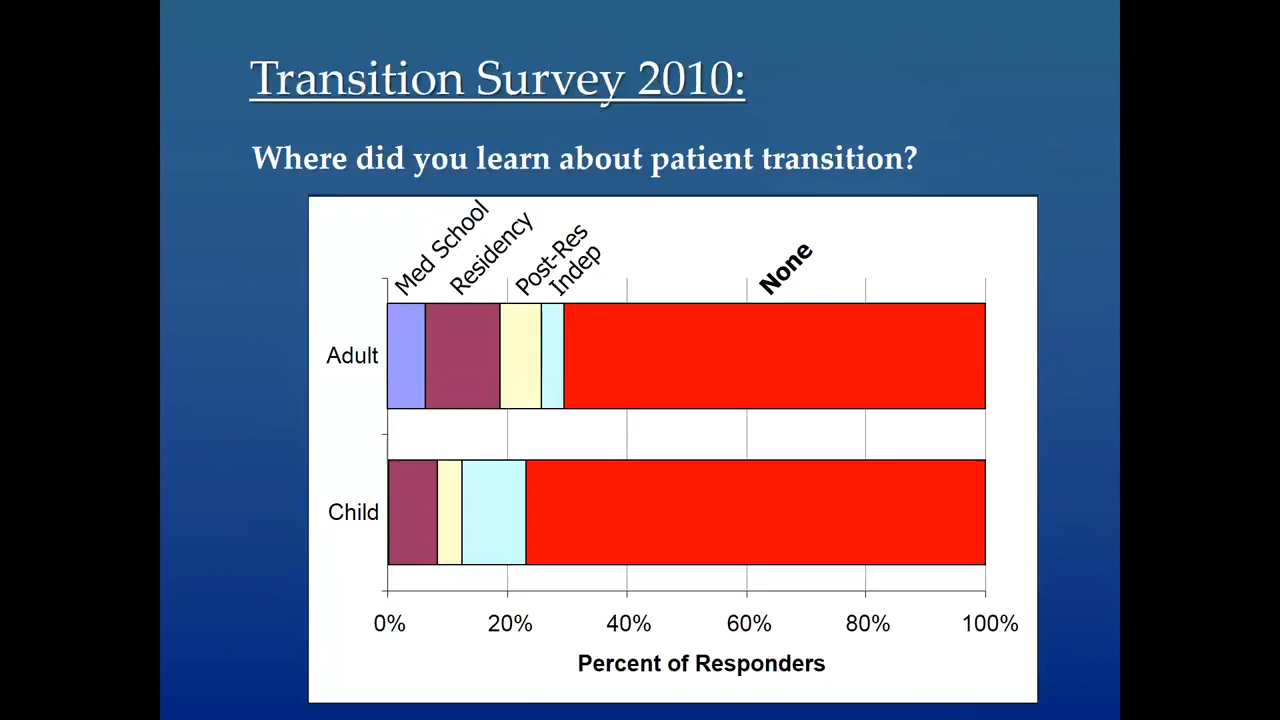 Transition Survey 2010:
Where did you learn about patient transition?
Med School
Residency
Post-Res
Indep
None
Adult
Child
0% 20% 40% 60% 80% 100%
Percent of Responders